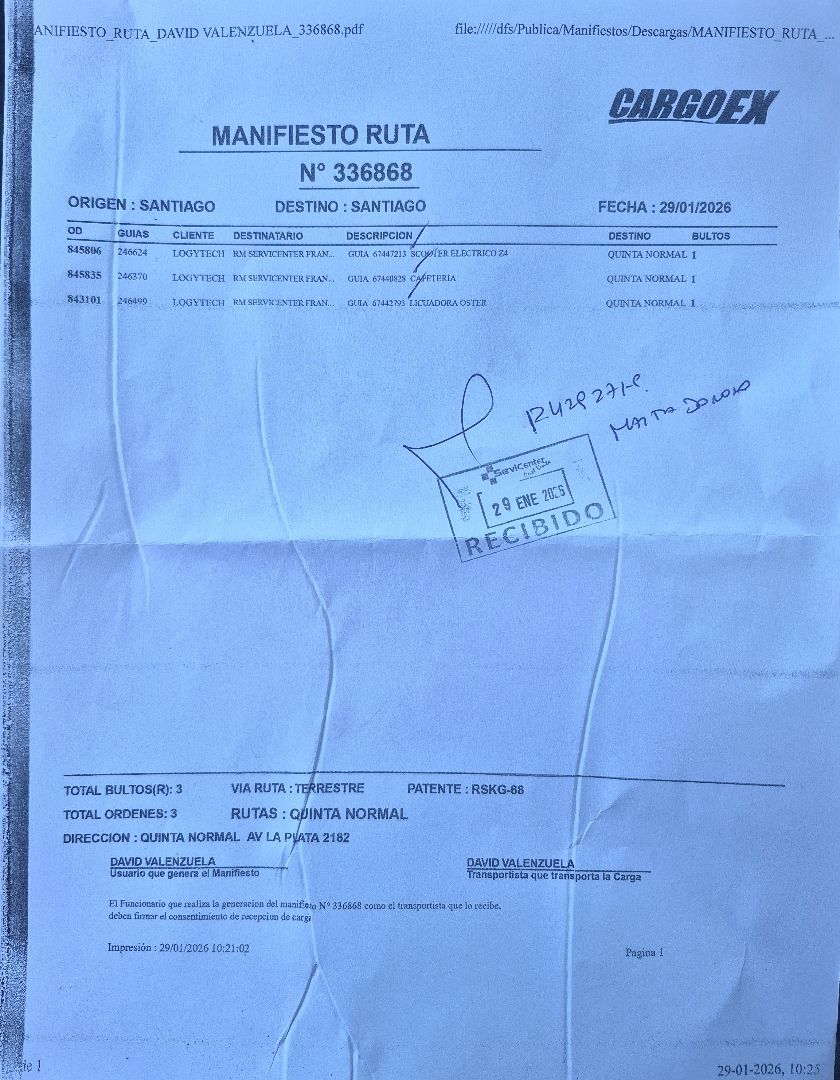 ANIFIESTO_RUTA_DAVID VALENZUELA_336868.pdf file://///dfs/Publica/Manifiestos/Descargas/MANIFIESTO_RUTA_...
CARGOEX
MANIFIESTO RUTA
N° 336868
ORIGEN : SANTIAGO DESTINO : SANTIAGO FECHA : 29/01/2026
OD GUIAS CLIENTE DESTINATARIO DESCRIPCION DESTINO BULTOS
845806 246624 LOGYTECH RM SERVICENTER FRAN... GUIA 67447213 SCOOTER ELECTRICO Z4 QUINTA NORMAL 1
845835 246370 LOGYTECH RM SERVICENTER FRAN... GUIA 67440828 CAFETERIA QUINTA NORMAL 1
843101 246499 LOGYTECH RM SERVICENTER FRAN... GUIA 67442793 LICUADORA OSTER QUINTA NORMAL 1
ServiCenter
29 ENE 2026
RECIBIDO
TOTAL BULTOS(R): 3 VIA RUTA : TERRESTRE PATENTE : RSKG-68
TOTAL ORDENES: 3 RUTAS : QUINTA NORMAL
DIRECCION : QUINTA NORMAL AV LA PLATA 2182
DAVID VALENZUELA DAVID VALENZUELA
Usuario que genera el Manifiesto Transportista que transporta la Carga
El Funcionario que realiza la generacion del manifieto N° 336868 como el transportista que lo recibe,
deben firmar el consentimiento de recepcion de carga
Impresión : 29/01/2026 10:21:02 Pagina 1
de 1 29-01-2026, 10:25